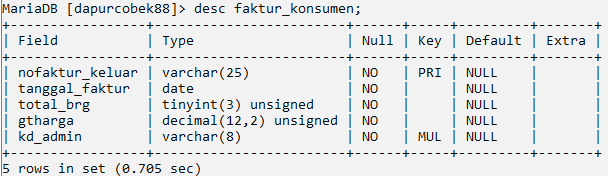 MariaDB [dapurcobek88]> desc faktur_konsumen;
+-----------------+------------------------+------+-----+---------+-------+
| Field           | Type                   | Null | Key | Default | Extra |
+-----------------+------------------------+------+-----+---------+-------+
| nofaktur_keluar | varchar(25)            | NO   | PRI | NULL    |       |
| tanggal_faktur  | date                   | NO   |     | NULL    |       |
| total_brg       | tinyint(3) unsigned    | NO   |     | NULL    |       |
| gtharga         | decimal(12,2) unsigned | NO   |     | NULL    |       |
| kd_admin        | varchar(8)             | NO   | MUL | NULL    |       |
+-----------------+------------------------+------+-----+---------+-------+
5 rows in set (0.705 sec)